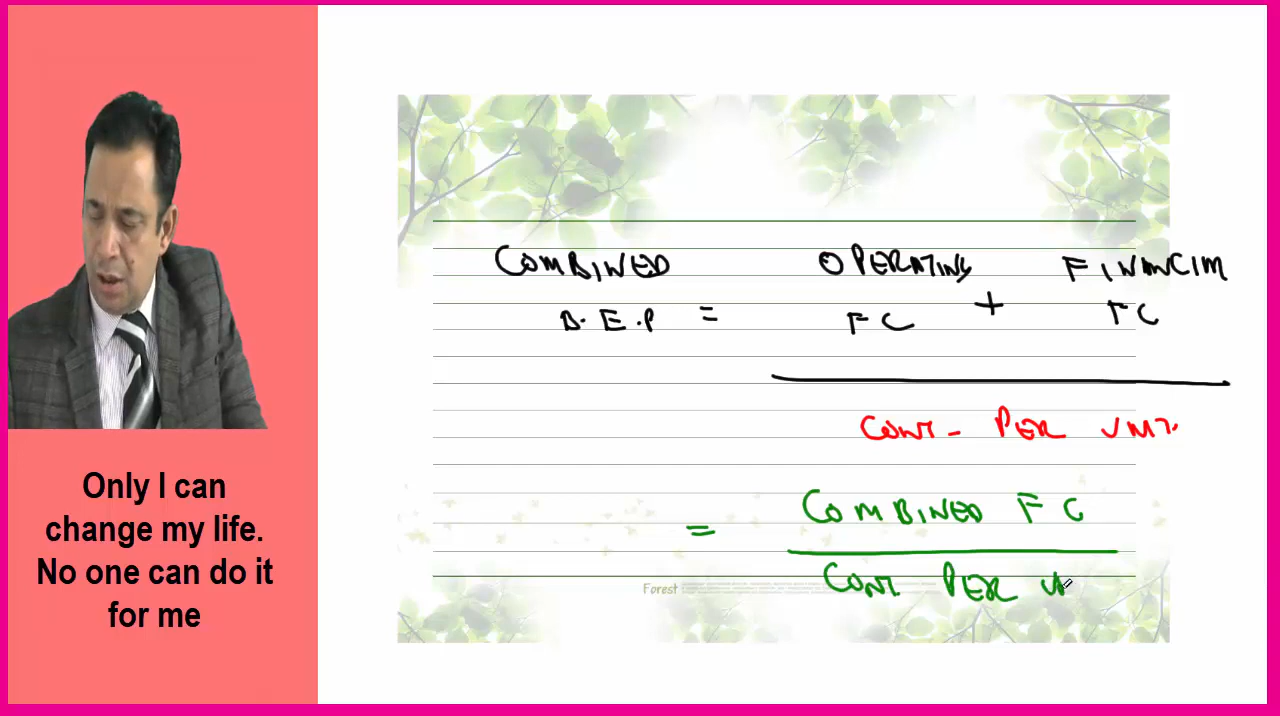 Only I can
change my life.
No one can do it
for me
COMBINED OPERATING FINANCIAL
B.E.P = FC + FC
CONT. PER UNIT.
= COMBINED FC
CONT PER
Forest